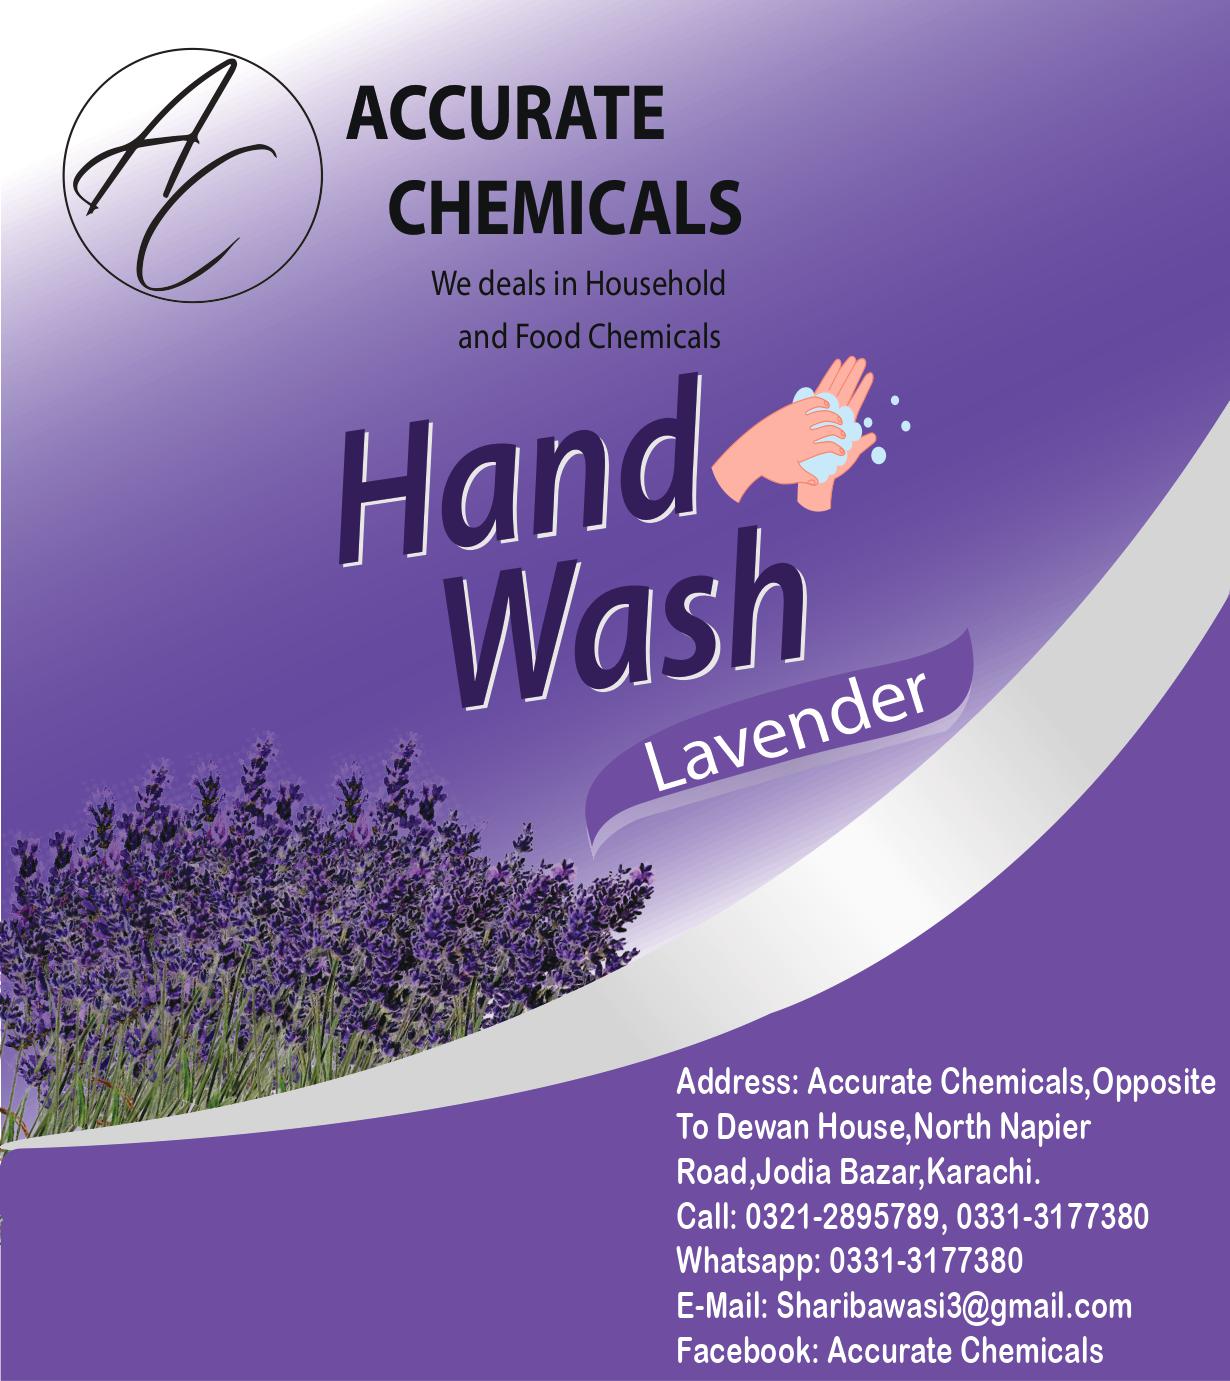 AC
ACCURATE
CHEMICALS
We deals in Household
and Food Chemicals
Hand
Wash
Lavender
Address: Accurate Chemicals,Opposite
To Dewan House,North Napier
Road,Jodia Bazar,Karachi.
Call: 0321-2895789, 0331-3177380
Whatsapp: 0331-3177380
E-Mail: Sharibawasi3@gmail.com
Facebook: Accurate Chemicals